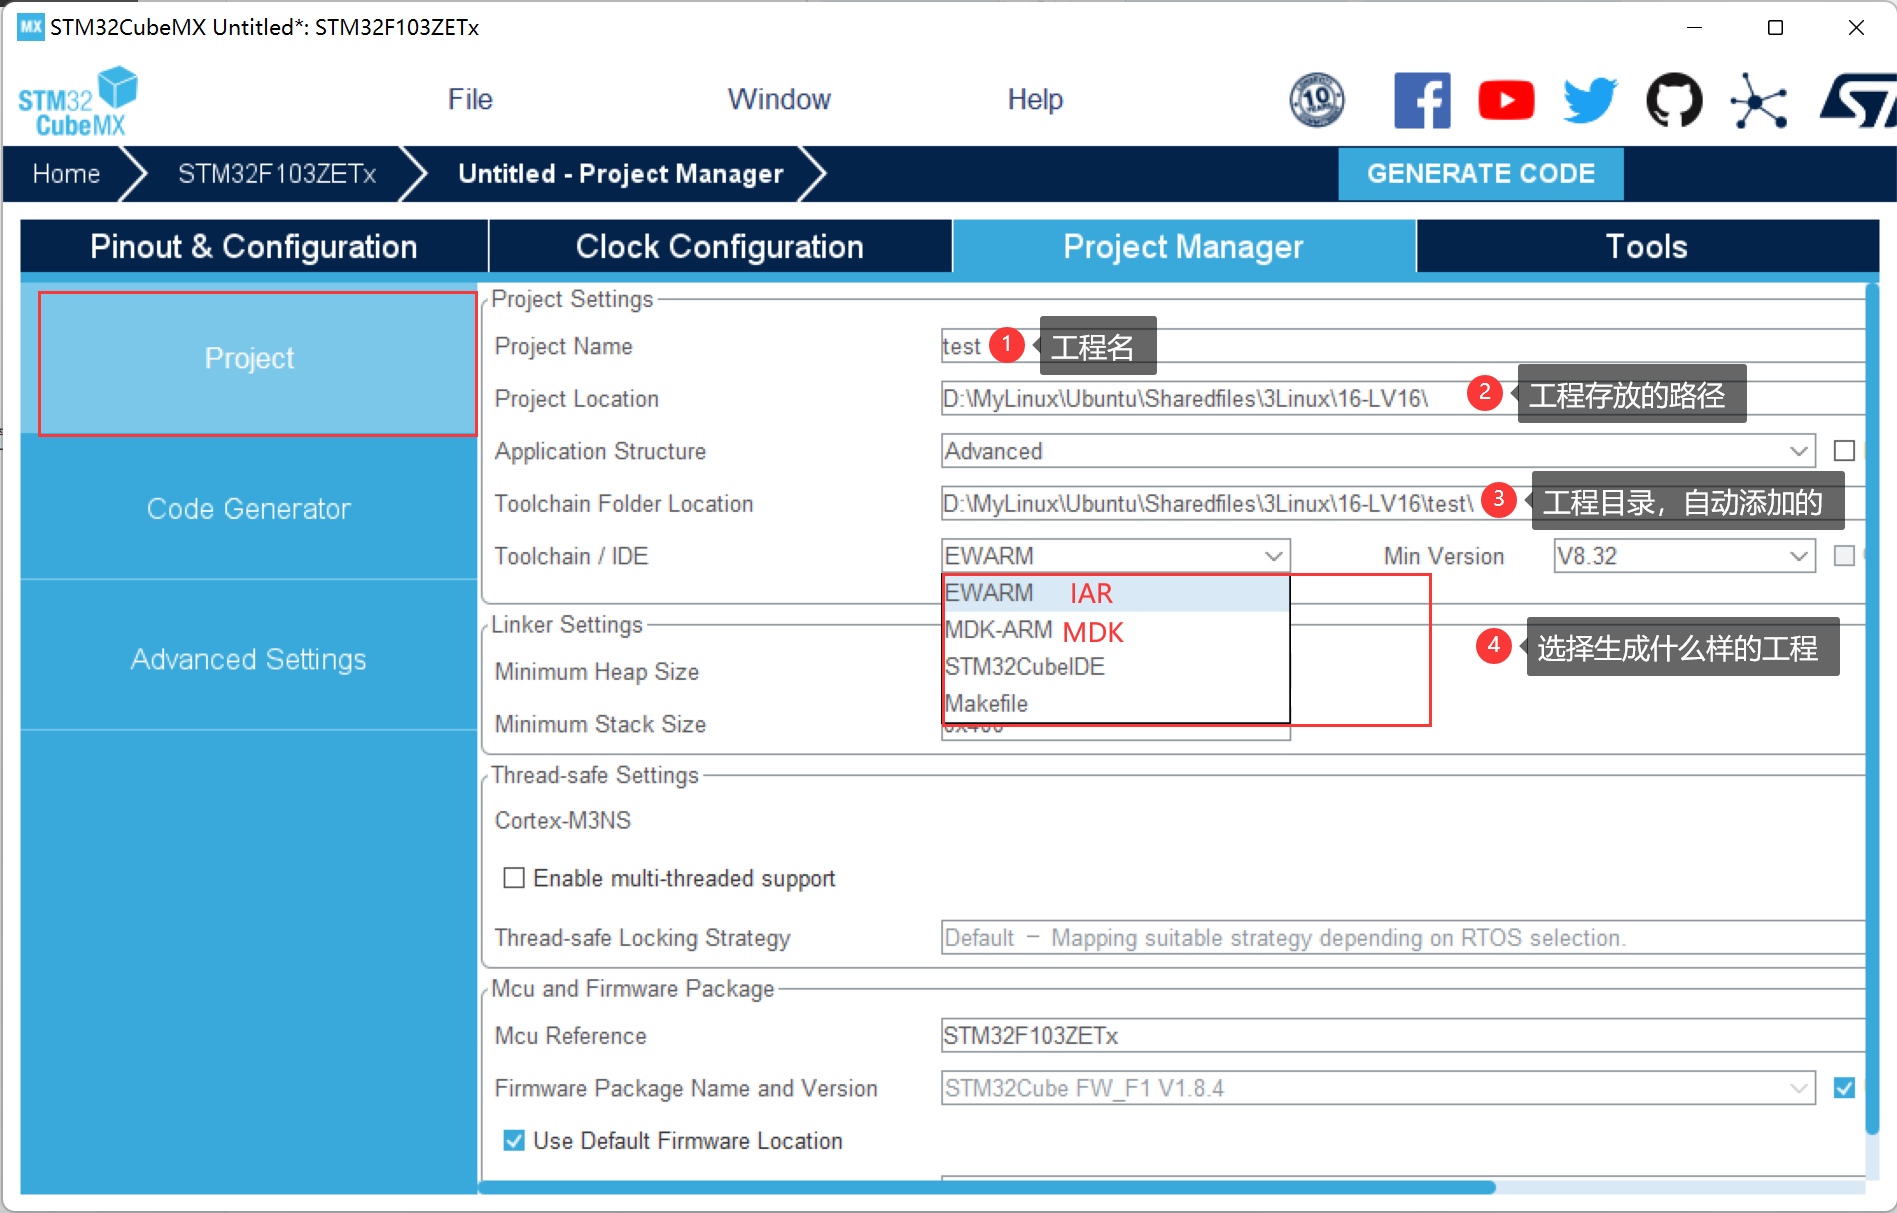 MX STM32CubeMX Untitled*: STM32F103ZETx
STM32
CubeMX
File
Window
Help
10
Home
STM32F103ZETx
Untitled - Project Manager
GENERATE CODE
Pinout & Configuration
Clock Configuration
Project Manager
Tools
Project
Code Generator
Advanced Settings
Project Settings
Project Name
test
1
工程名
Project Location
D:\MyLinux\Ubuntu\Sharedfiles\3Linux\16-LV16\
2
工程存放的路径
Application Structure
Advanced
Toolchain Folder Location
D:\MyLinux\Ubuntu\Sharedfiles\3Linux\16-LV16\test\
3
工程目录，自动添加的
Toolchain / IDE
EWARM
Min Version
V8.32
EWARM IAR
MDK-ARM MDK
STM32CubeIDE
Makefile
4
选择生成什么样的工程
Linker Settings
Minimum Heap Size
Minimum Stack Size
Thread-safe Settings
Cortex-M3NS
Enable multi-threaded support
Thread-safe Locking Strategy
Default – Mapping suitable strategy depending on RTOS selection.
Mcu and Firmware Package
Mcu Reference
STM32F103ZETx
Firmware Package Name and Version
STM32Cube FW_F1 V1.8.4
Use Default Firmware Location